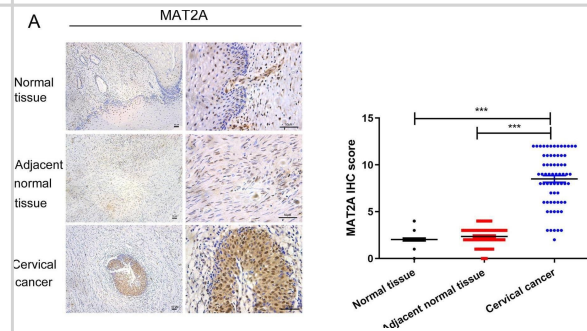 A
MAT2A
Normal
tissue
Adjacent
normal
tissue
Cervical
cancer
MAT2A IHC score
15
10
5
0
***
***
Normal tissue
Adjacent normal tissue
Cervical cancer